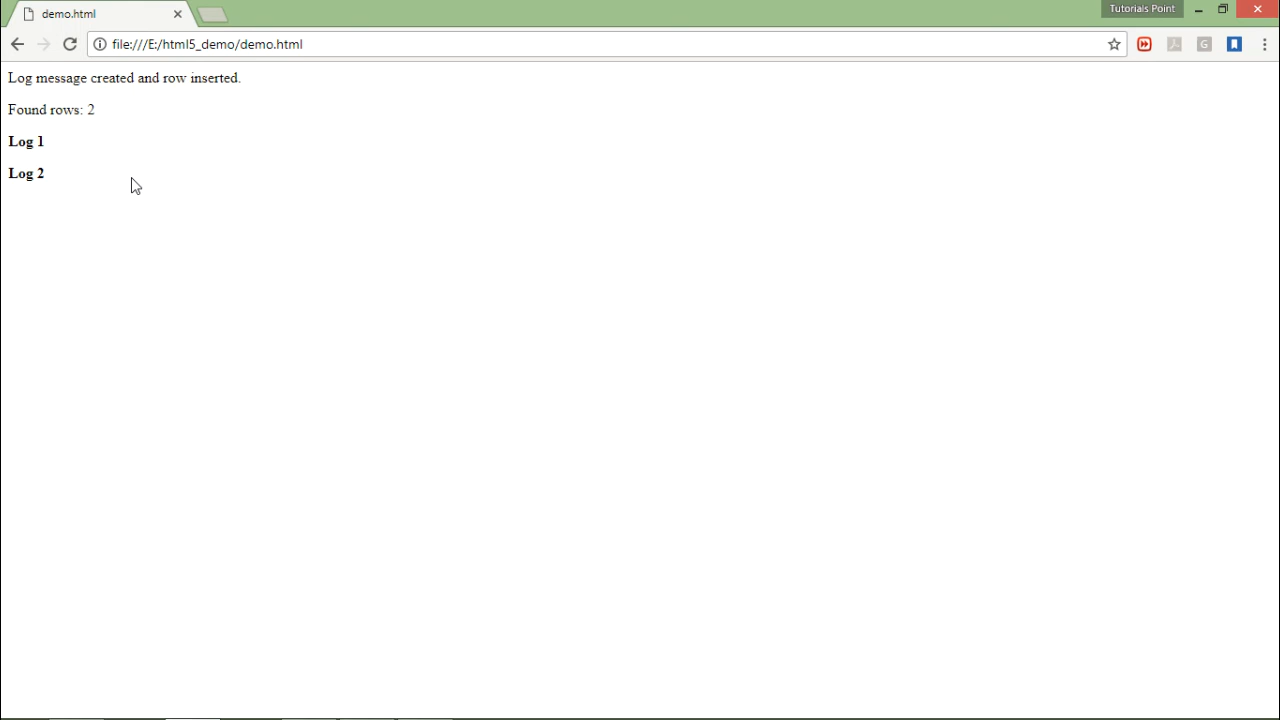 demo.html
Tutorials Point
file:///E:/html5_demo/demo.html
G
Log message created and row inserted.
Found rows: 2
Log 1
Log 2